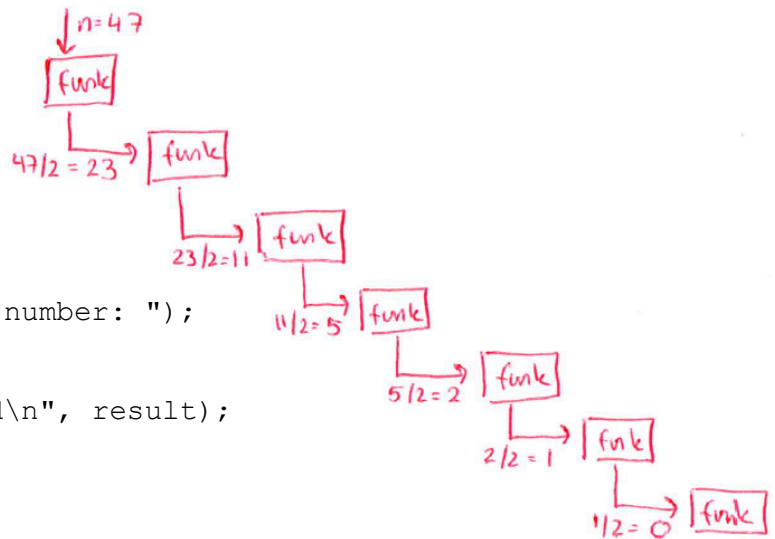 n=47
funk
47/2 = 23
funk
23/2=11
funk
number: ");
11/2=5
funk
5/2=2
funk
l\n", result);
2/2=1
funk
1/2=0
funk